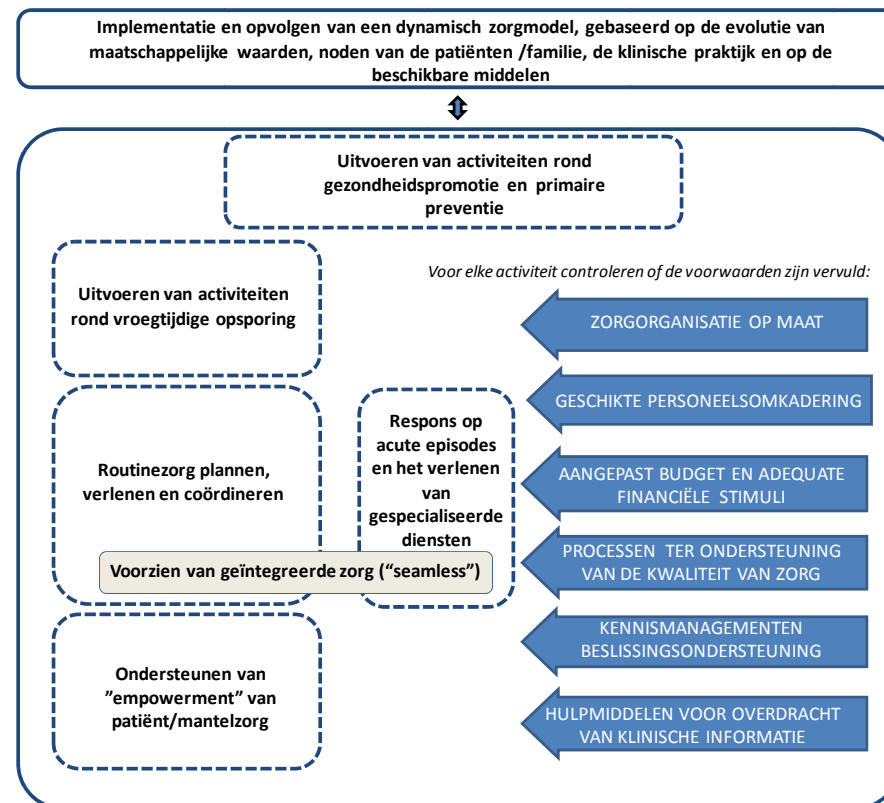 Implementatie en opvolgen van een dynamisch zorgmodel, gebaseerd op de evolutie van
maatschappelijke waarden, noden van de patiënten /familie, de klinische praktijk en op de
beschikbare middelen
Uitvoeren van activiteiten rond
gezondheidspromotie en primaire
preventie
Uitvoeren van activiteiten
rond vroegtijdige opsporing
Voor elke activiteit controleren of de voorwaarden zijn vervuld:
ZORGORGANISATIE OP MAAT
GESCHIKTE PERSONEELSOMKADERING
Routinezorg plannen,
verlenen en coördineren
Respons op
acute episodes
en het verlenen
van
gespecialiseerde
diensten
AANGEPAST BUDGET EN ADEQUATE
FINANCIËLE STIMULI
Voorzien van geïntegreerde zorg (“seamless”)
PROCESSEN TER ONDERSTEUNING
VAN DE KWALITEIT VAN ZORG
KENNISMANAGEMENTEN
BESLISSINGSONDERSTEUNING
Ondersteunen van
”empowerment” van
patiënt/mantelzorg
HULPMIDDELEN VOOR OVERDRACHT
VAN KLINISCHE INFORMATIE